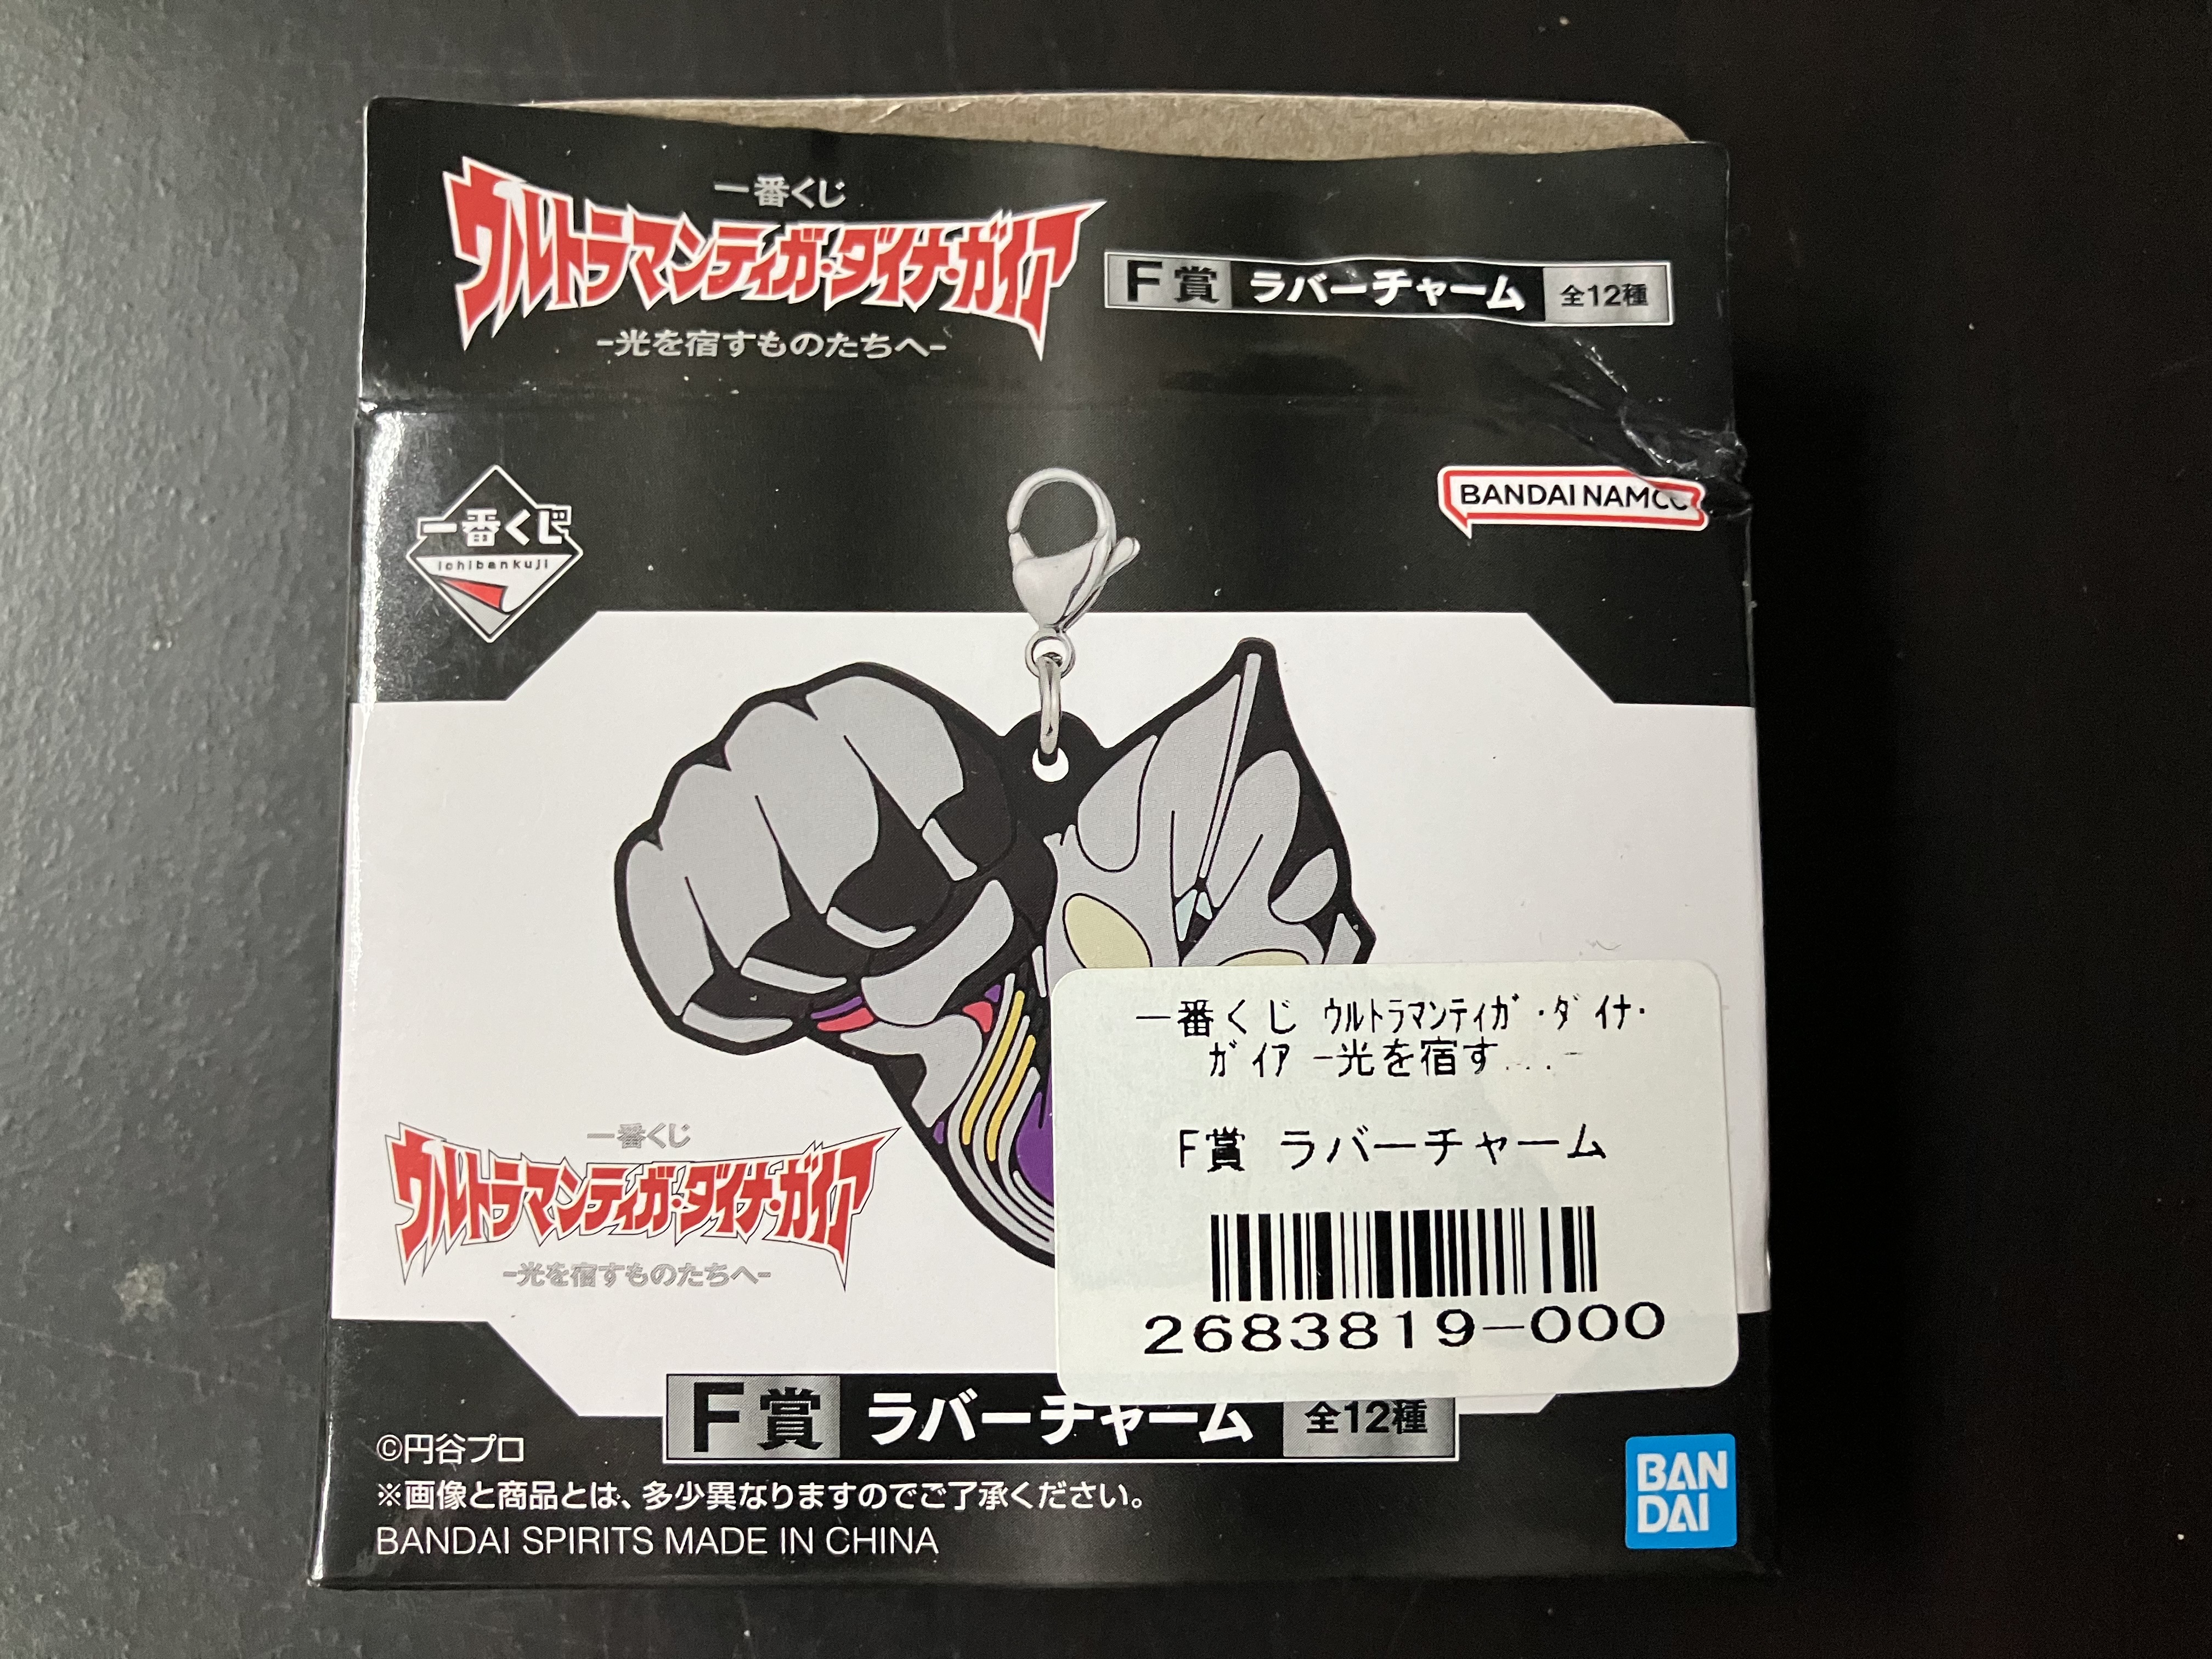 一番くじ
ウルトラマンティガ・ダイナ・ガイア
-光を宿すものたちへ-
F賞 ラバーチャーム 全12種
一番くじ
ichibankuji
BANDAI NAMCO
一番くじ ｳﾙﾄﾗﾏﾝﾃｨｶﾞ･ﾀﾞｲﾅ･
ｶﾞｲｱ -光を宿す...-
F賞 ラバーチャーム
2683819-000
一番くじ
ウルトラマンティガ・ダイナ・ガイア
-光を宿すものたちへ-
F賞 ラバーチャーム 全12種
©円谷プロ
※画像と商品とは、多少異なりますのでご了承ください。
BANDAI SPIRITS MADE IN CHINA
BAN
DAI